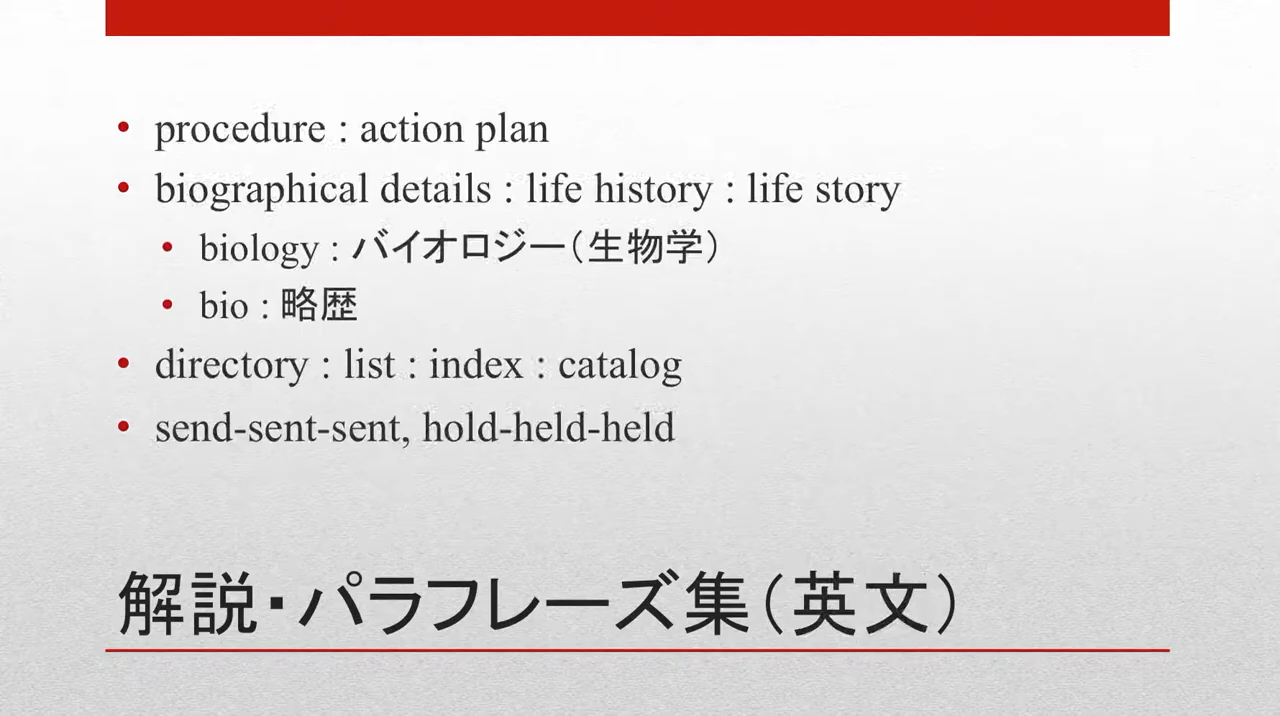 • procedure : action plan
• biographical details : life history : life story
• biology : バイオロジー（生物学）
• bio : 略歴
• directory : list : index : catalog
• send-sent-sent, hold-held-held
解説・パラフレーズ集（英文）